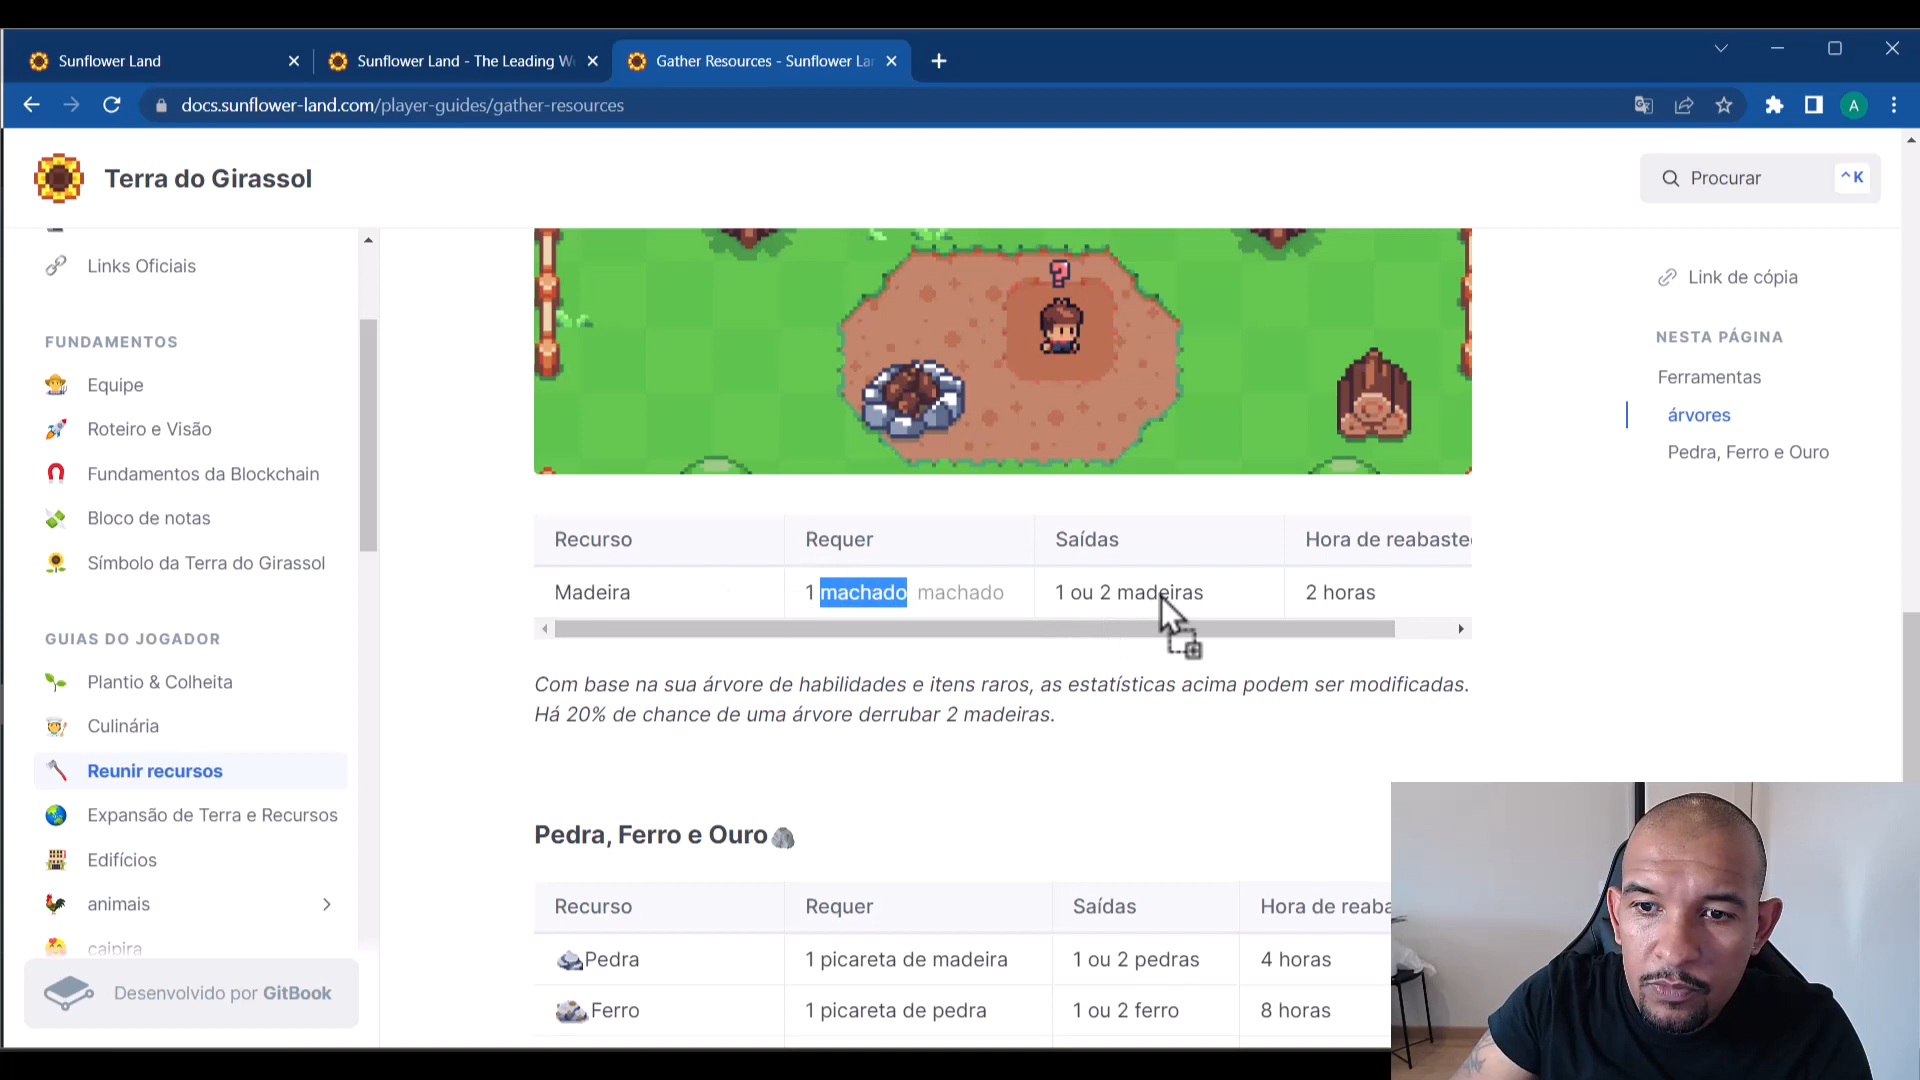 Sunflower Land
Sunflower Land - The Leading W
Gather Resources - Sunflower La
docs.sunflower-land.com/player-guides/gather-resources
A
Terra do Girassol
Procurar
^K
Links Oficiais
FUNDAMENTOS
Equipe
Roteiro e Visão
Fundamentos da Blockchain
Bloco de notas
Símbolo da Terra do Girassol
GUIAS DO JOGADOR
Plantio & Colheita
Culinária
Reunir recursos
Expansão de Terra e Recursos
Edifícios
animais
caipira
Desenvolvido por GitBook
?
Recurso Requer Saídas Hora de reabaste
Madeira 1 machado machado 1 ou 2 madeiras 2 horas
Com base na sua árvore de habilidades e itens raros, as estatísticas acima podem ser modificadas.
Há 20% de chance de uma árvore derrubar 2 madeiras.
Pedra, Ferro e Ouro
Recurso Requer Saídas Hora de reaba
Pedra 1 picareta de madeira 1 ou 2 pedras 4 horas
Ferro 1 picareta de pedra 1 ou 2 ferro 8 horas
Link de cópia
NESTA PÁGINA
Ferramentas
árvores
Pedra, Ferro e Ouro